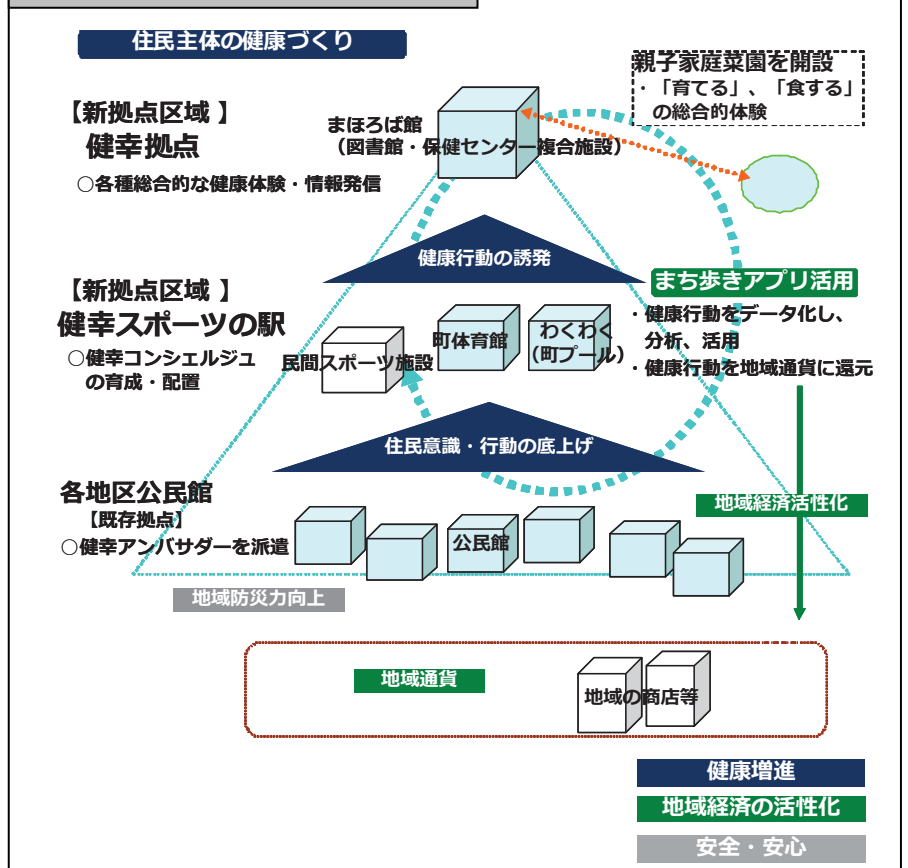 住民主体の健康づくり
親子家庭菜園を開設
・「育てる」、「食する」
の総合的体験
【新拠点区域 】
健幸拠点
○各種総合的な健康体験・情報発信
まほろば館
（図書館・保健センター複合施設）
健康行動の誘発
【新拠点区域 】
健幸スポーツの駅
○健幸コンシェルジュ
の育成・配置
民間スポーツ施設
町体育館
わくわく
（町プール）
まち歩きアプリ活用
・健康行動をデータ化し、
分析、活用
・健康行動を地域通貨に還元
住民意識・行動の底上げ
各地区公民館
【既存拠点】
○健幸アンバサダーを派遣
公民館
地域経済活性化
地域防災力向上
地域通貨
地域の商店等
健康増進
地域経済の活性化
安全・安心